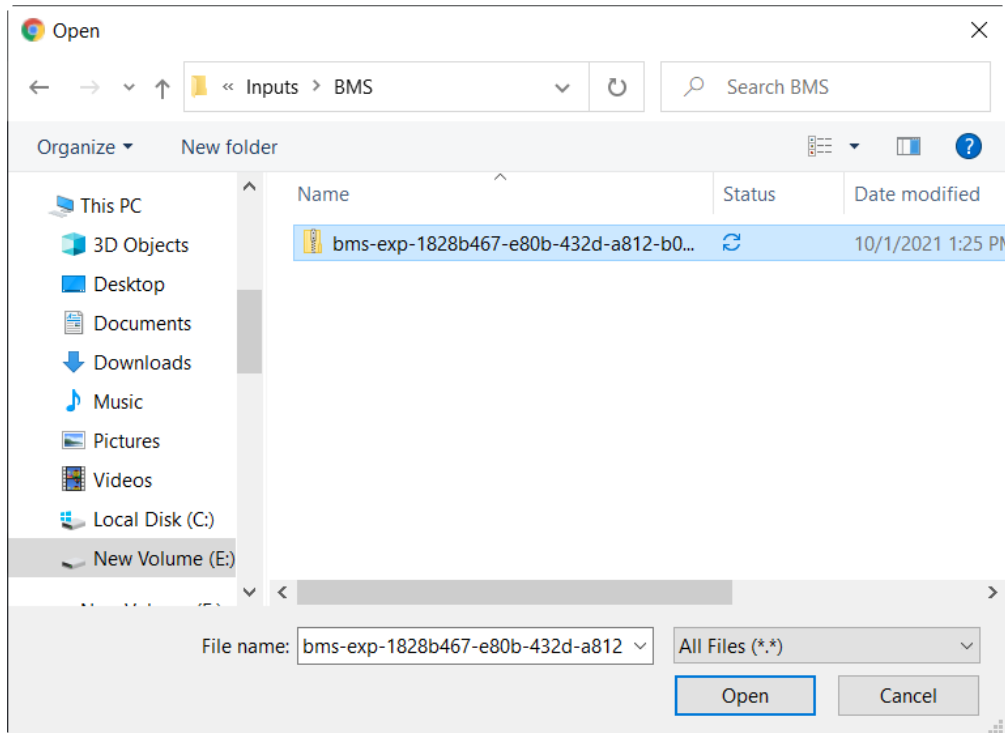 Open
« Inputs > BMS
Search BMS
Organize
New folder
?
Name
Status
Date modified
This PC
3D Objects
Desktop
Documents
Downloads
Music
Pictures
Videos
Local Disk (C:)
New Volume (E:)
bms-exp-1828b467-e80b-432d-a812-b0...
10/1/2021 1:25 PM
File name:
bms-exp-1828b467-e80b-432d-a812
All Files (*.*)
Open
Cancel